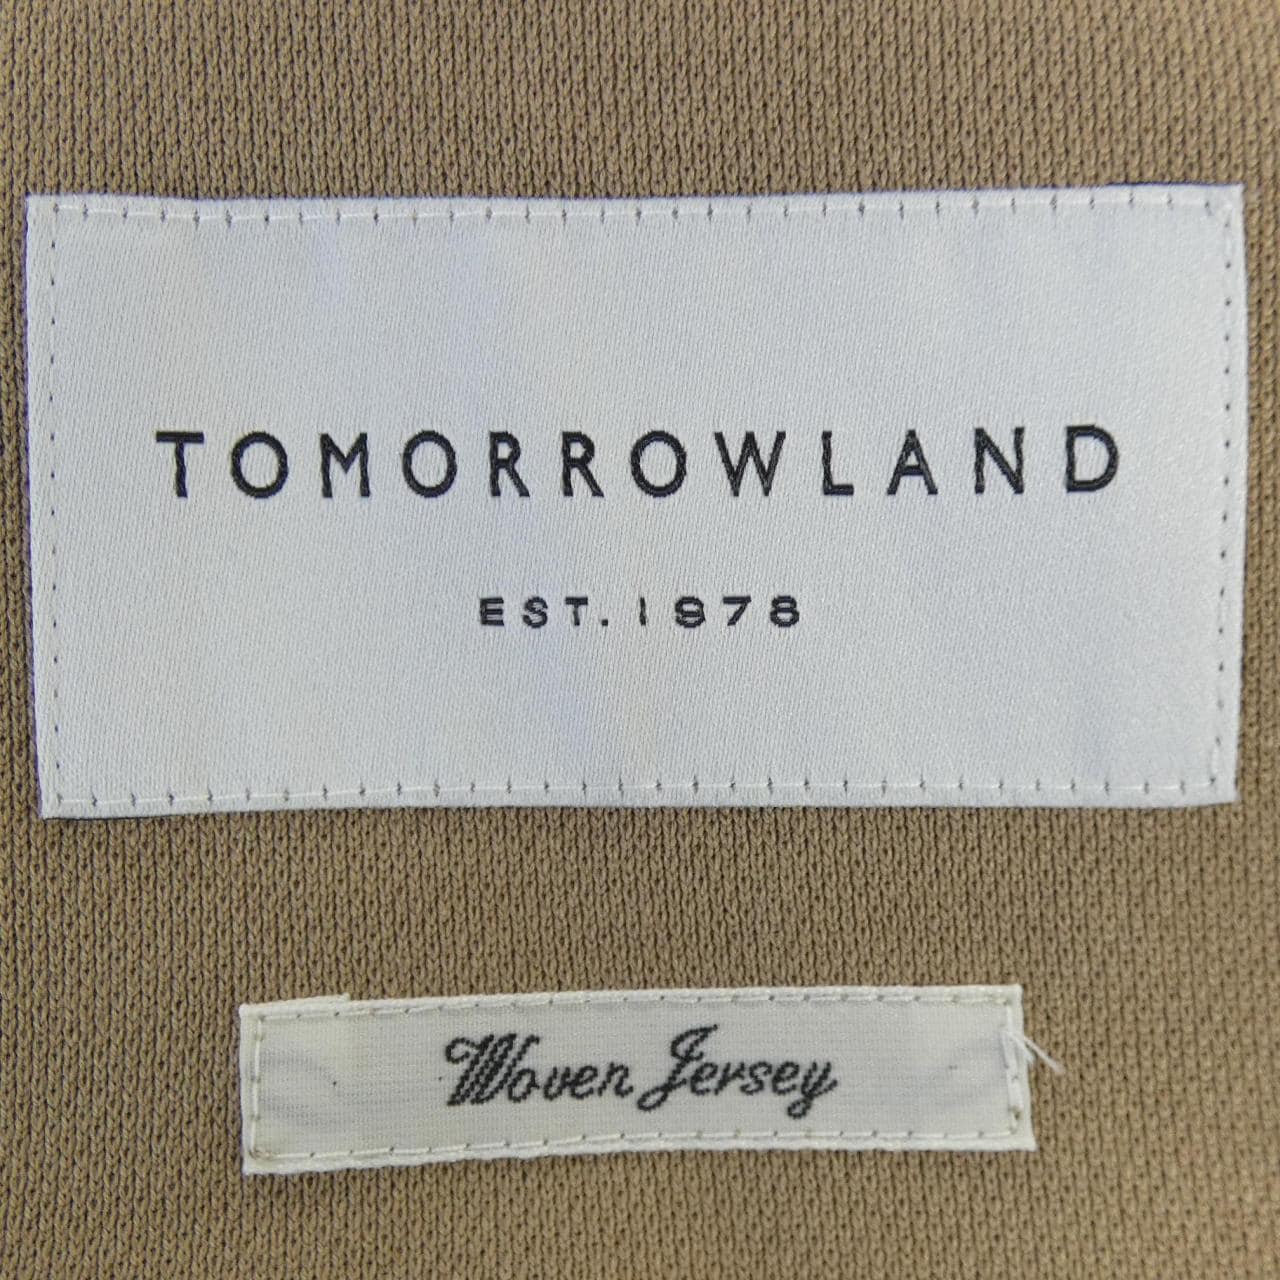 TOMORROWLAND
EST. 1978
Woven Jersey